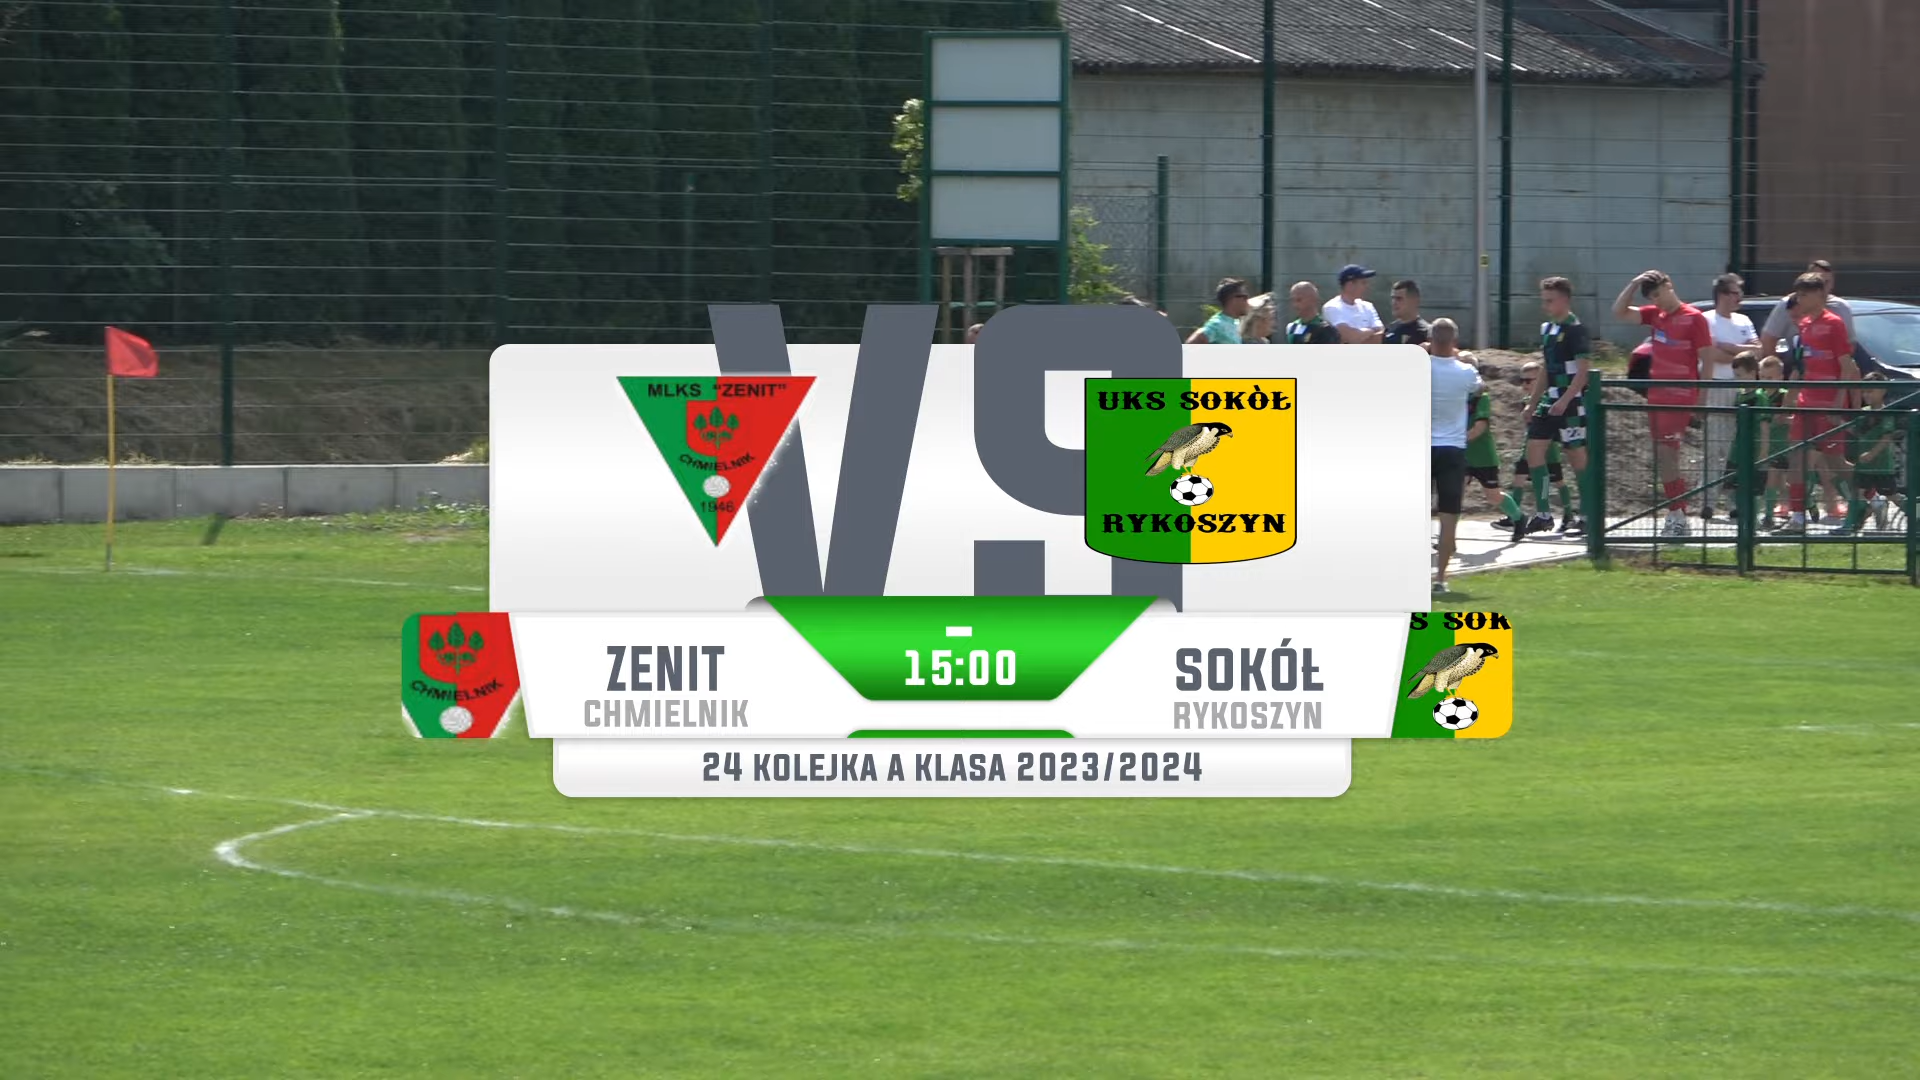 VS
MLKS "ZENIT"
CHMIELNIK
1946
UKS SOKÒŁ
RYKOSZYN
CHMIELNIK
ZENIT
CHMIELNIK
15:00
SOKÓŁ
RYKOSZYN
S SOK
24 KOLEJKA A KLASA 2023/2024